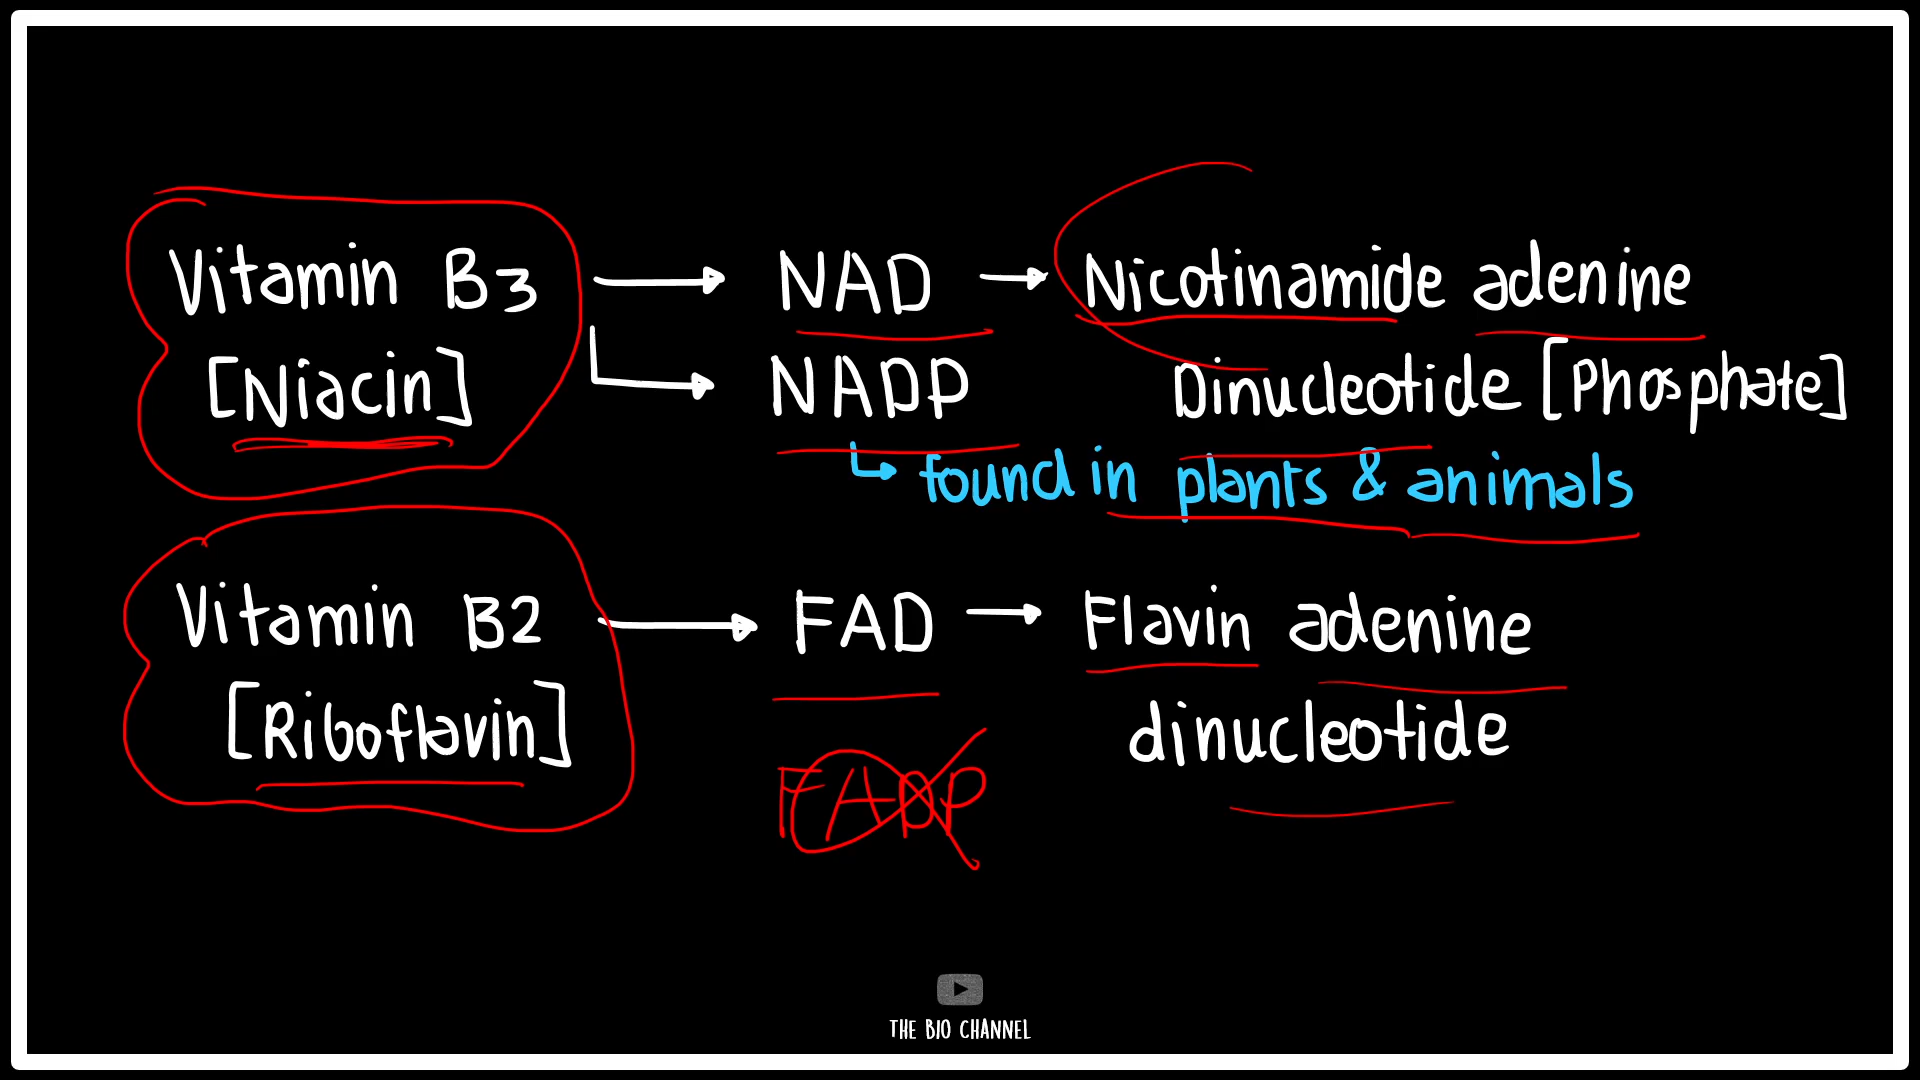 Vitamin B3 → NAD → Nicotinamide adenine
[Niacin] → NADP Dinucleotide [Phosphate]
↳ found in plants & animals
Vitamin B2 → FAD → Flavin adenine
[Riboflavin] dinucleotide
FADP
THE BIO CHANNEL